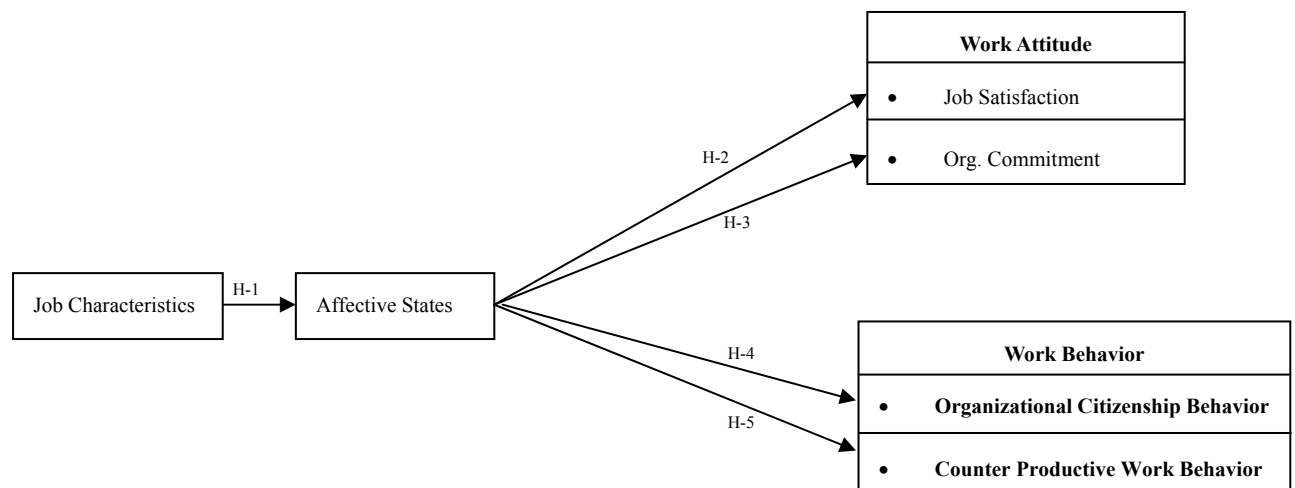 Work Attitude
• Job Satisfaction
• Org. Commitment
H-2
H-3
Job Characteristics
H-1
Affective States
H-4
H-5
Work Behavior
• Organizational Citizenship Behavior
• Counter Productive Work Behavior